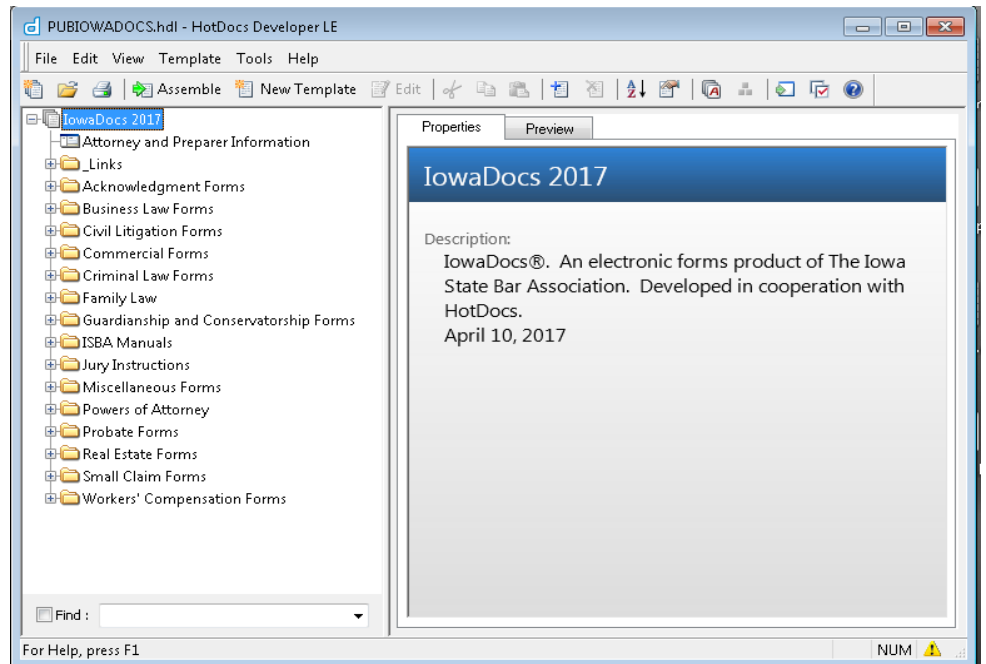 PUBIOWADOCS.hdl - HotDocs Developer LE
File Edit View Template Tools Help
Assemble New Template Edit
IowaDocs 2017
Attorney and Preparer Information
_Links
Acknowledgment Forms
Business Law Forms
Civil Litigation Forms
Commercial Forms
Criminal Law Forms
Family Law
Guardianship and Conservatorship Forms
ISBA Manuals
Jury Instructions
Miscellaneous Forms
Powers of Attorney
Probate Forms
Real Estate Forms
Small Claim Forms
Workers' Compensation Forms
Find :
Properties Preview
IowaDocs 2017
Description:
IowaDocs®. An electronic forms product of The Iowa
State Bar Association. Developed in cooperation with
HotDocs.
April 10, 2017
For Help, press F1
NUM